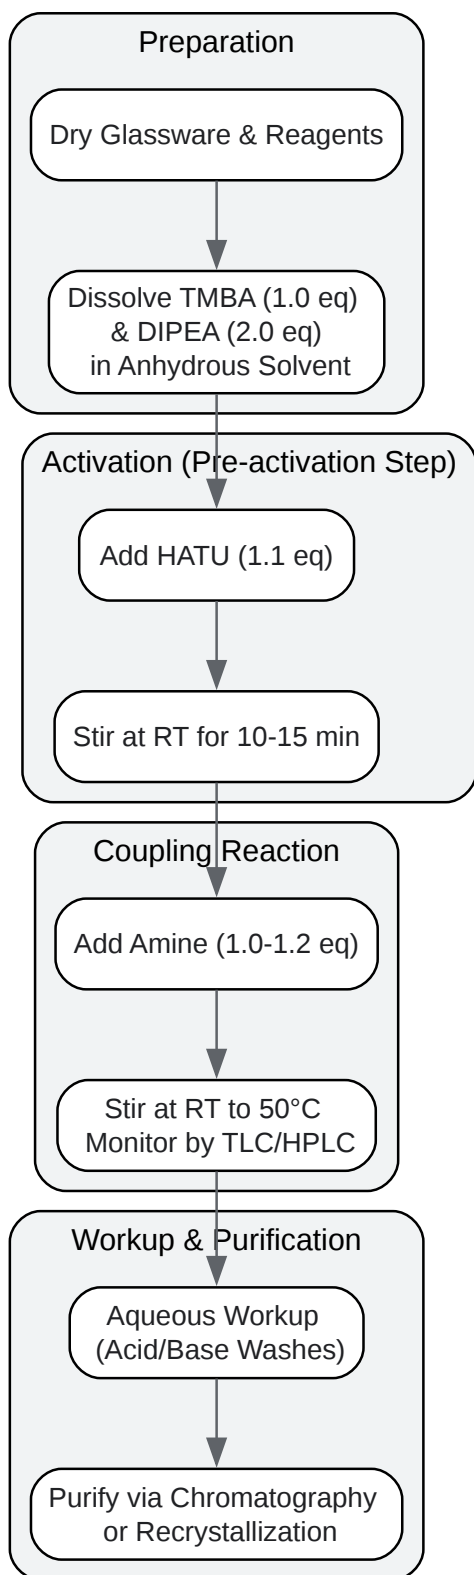 Preparation
Dry Glassware & Reagents
Dissolve TMBA (1.0 eq)
& DIPEA (2.0 eq)
in Anhydrous Solvent
Activation (Pre-activation Step)
Add HATU (1.1 eq)
Stir at RT for 10-15 min
Coupling Reaction
Add Amine (1.0-1.2 eq)
Stir at RT to 50°C
Monitor by TLC/HPLC
Workup & Purification
Aqueous Workup
(Acid/Base Washes)
Purify via Chromatography
or Recrystallization